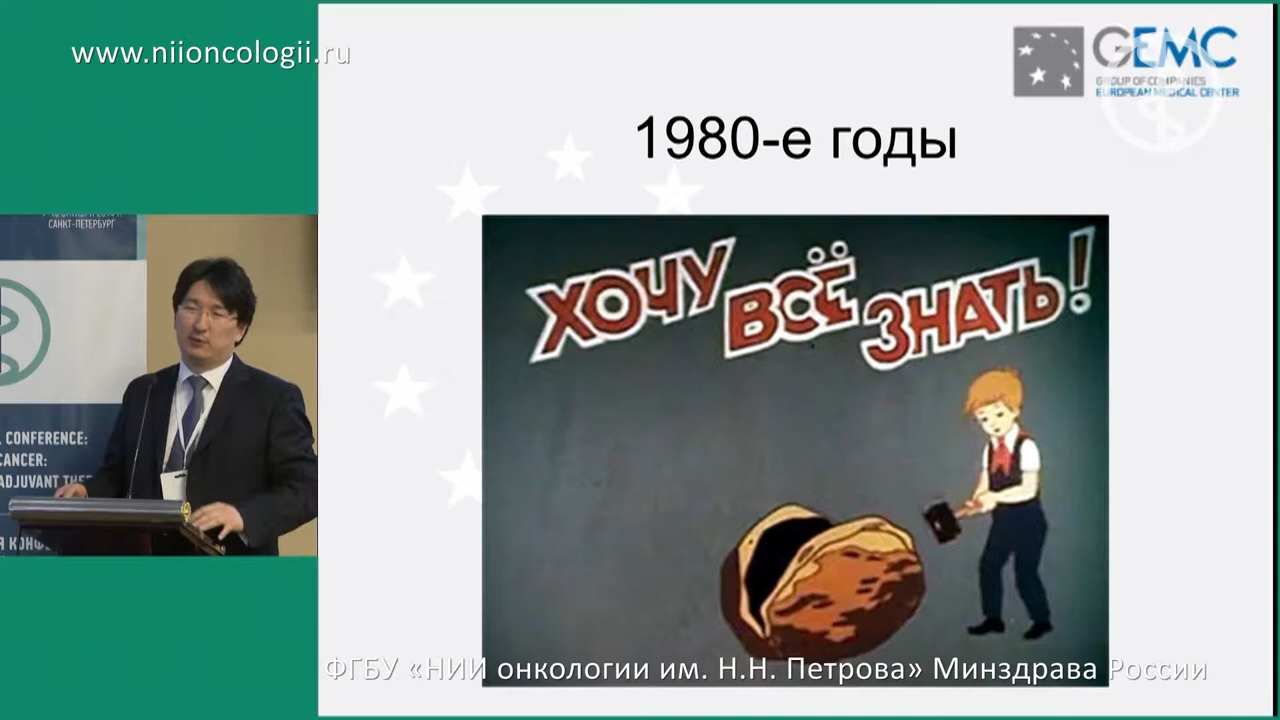 www.niioncologii.ru
GEMC
GROUP OF COMPANIES
EUROPEAN MEDICAL CENTER
1980-е годы
ХОЧУ ВСЁ ЗНАТЬ!
САНКТ-ПЕТЕРБУРГ
CONFERENCE:
CANCER:
ADJUVANT
ФГБУ «НИИ онкологии им. Н.Н. Петрова» Минздрава России